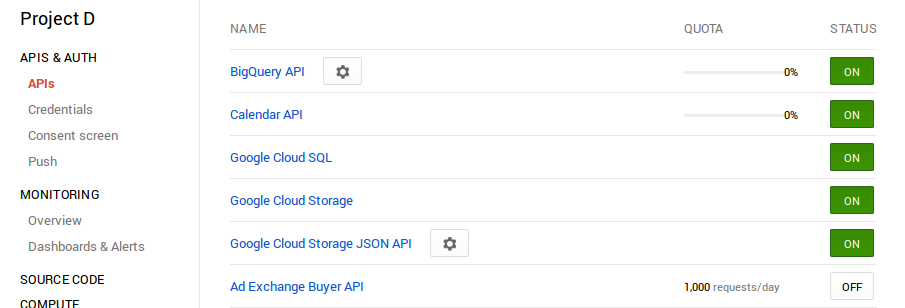 Project D
APIS & AUTH
APIs
Credentials
Consent screen
Push
MONITORING
Overview
Dashboards & Alerts
SOURCE CODE
COMPUTE
NAME QUOTA STATUS
BigQuery API 0% ON
Calendar API 0% ON
Google Cloud SQL ON
Google Cloud Storage ON
Google Cloud Storage JSON API ON
Ad Exchange Buyer API 1,000 requests/day OFF